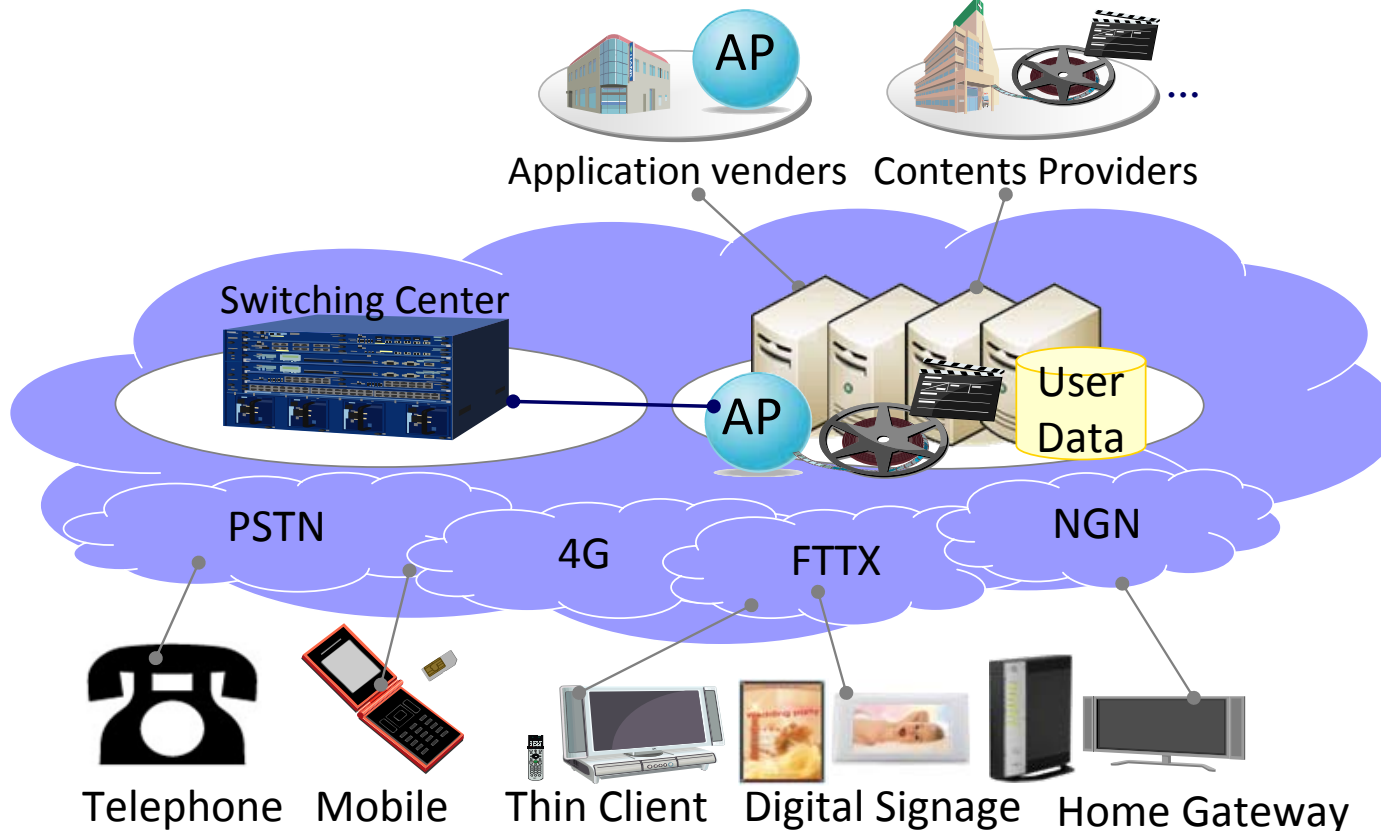 AP
...
Application venders
Contents Providers
Switching Center
AP
User
Data
PSTN
4G
FTTX
NGN
Telephone
Mobile
Thin Client
Digital Signage
Home Gateway